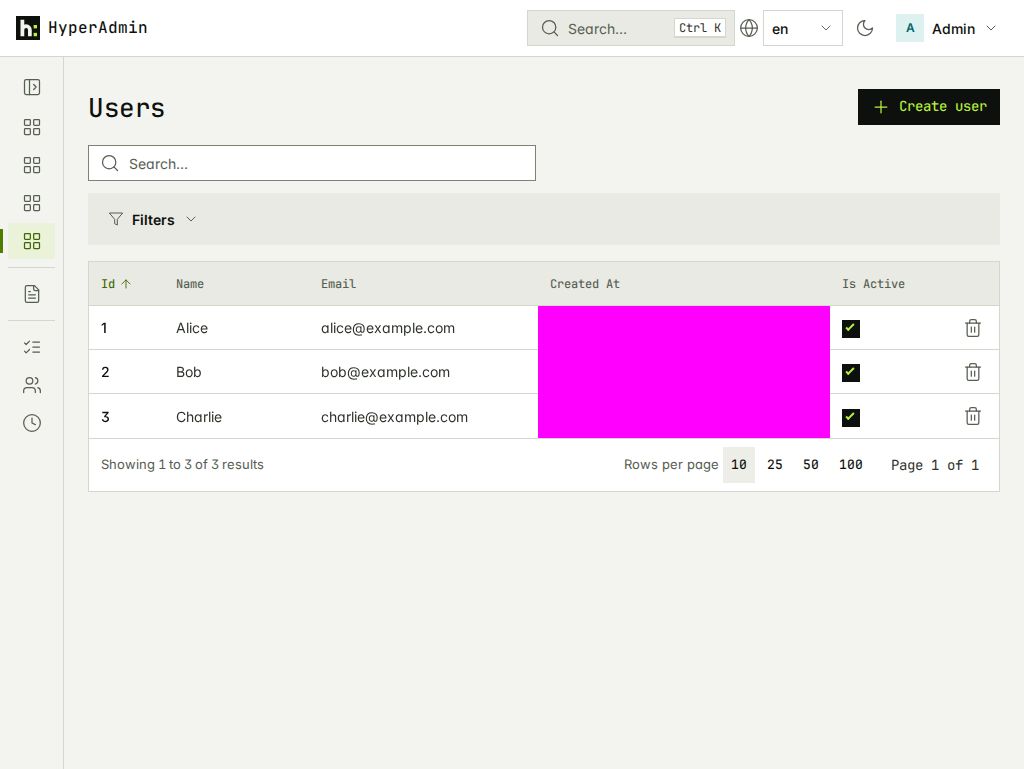 h: HyperAdmin
Search... Ctrl K
en
A Admin
Users
Create user
Search...
Filters
Id Name Email Created At Is Active
1 Alice alice@example.com
2 Bob bob@example.com
3 Charlie charlie@example.com
Showing 1 to 3 of 3 results
Rows per page 10 25 50 100 Page 1 of 1